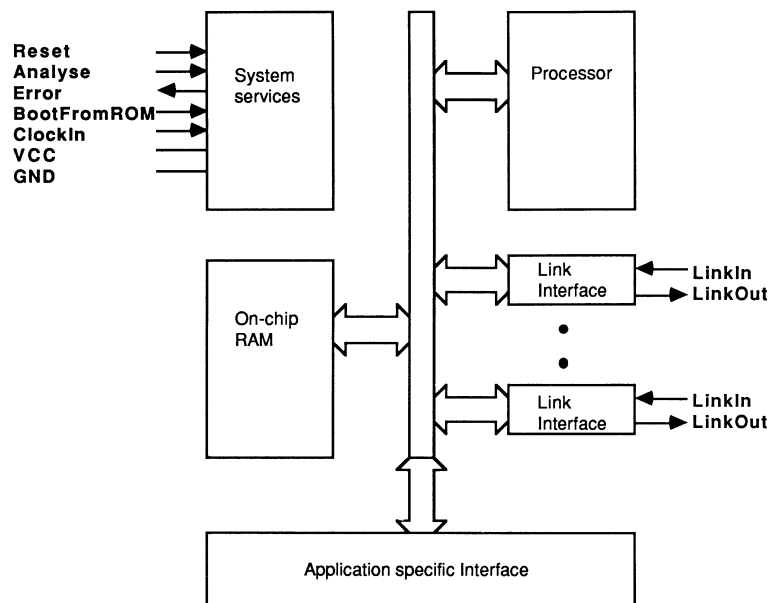 Reset
Analyse
Error
BootFromROM
ClockIn
VCC
GND
System
services
Processor
On-chip
RAM
Link
Interface
LinkIn
LinkOut
Link
Interface
LinkIn
LinkOut
Application specific Interface